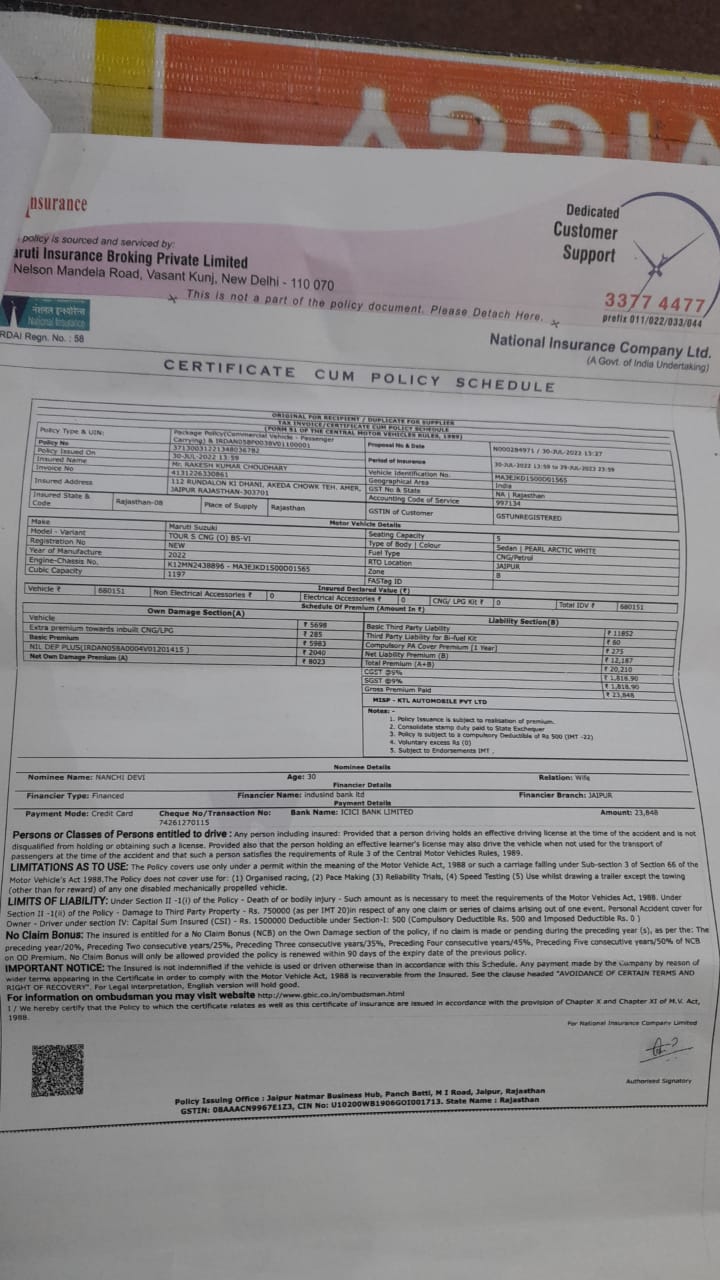 IGGY
Insurance
policy is sourced and serviced by:
aruti Insurance Broking Private Limited
Nelson Mandela Road, Vasant Kunj, New Delhi - 110 070
Dedicated
Customer
Support
3377 4477
prefix 011/022/033/044
This is not a part of the policy document. Please Detach Here.
नेशनल इन्श्योरेन्स
National Insurance
RDAI Regn. No. : 58
National Insurance Company Ltd.
(A Govt. of India Undertaking)
CERTIFICATE CUM POLICY SCHEDULE
ORIGINAL FOR RECIPIENT / DUPLICATE FOR SUPPLIER
TAX INVOICE/CERTIFICATE CUM POLICY SCHEDULE
(FORM 51 OF THE CENTRAL MOTOR VEHICLES RULES, 1989)
Policy Type & UIN: Package Policy(Commercial Vehicle - Passenger Carrying) & IRDAN058P0038V01100001
Proposal No & Date N000284971 / 30-JUL-2022 13:27
Policy No 37130031221348036782
Policy Issued On 30-JUL-2022 13:59
Period of Insurance 30-JUL-2022 13:59 to 29-JUL-2023 23:59
Insured Name Mr. RAKESH KUMAR CHOUDHARY
Vehicle Identification No. MA3EJKD1S00D01565
Invoice No 4131226330861
Geographical Area India
Insured Address 112 RUNDALON KI DHANI, AKEDA CHOWK TEH. AMER, JAIPUR RAJASTHAN-303701
GST No & State NA | Rajasthan
Accounting Code of Service 997134
Insured State & Code Rajasthan-08 Place of Supply Rajasthan
GSTIN of Customer GSTUNREGISTERED
Motor Vehicle Details
Make Maruti Suzuki Seating Capacity 5
Model - Variant TOUR S CNG (O) BS-VI Type of Body | Colour Sedan | PEARL ARCTIC WHITE
Registration No NEW Fuel Type CNG/Petrol
Year of Manufacture 2022 RTO Location JAIPUR
Engine-Chassis No. K12MN2438896 - MA3EJKD1S00D01565 Zone B
Cubic Capacity 1197 FASTag ID
Insured Declared Value (₹)
Vehicle ₹ 680151 Non Electrical Accessories ₹ 0 Electrical Accessories ₹ 0 CNG/ LPG Kit ₹ 0 Total IDV ₹ 680151
Schedule Of Premium (Amount In ₹)
Own Damage Section(A)
Liability Section(B)
Vehicle ₹ 5698
Extra premium towards inbuilt CNG/LPG ₹ 285
Basic Premium ₹ 5983
NIL DEP PLUS(IRDAN058A0004V01201415 ) ₹ 2040
Net Own Damage Premium (A) ₹ 8023
Basic Third Party Liability ₹ 11852
Third Party Liability for Bi-fuel Kit ₹ 60
Compulsory PA Cover Premium [1 Year] ₹ 275
Net Liability Premium (B) ₹ 12,187
Total Premium (A+B) ₹ 20,210
CGST @9% ₹ 1,818.90
SGST @9% ₹ 1,818.90
Gross Premium Paid ₹ 23,848
MISP - KTL AUTOMOBILE PVT LTD
Notes: -
1. Policy Issuance is subject to realisation of premium.
2. Consolidate stamp duty paid to State Exchequer
3. Policy is subject to a compulsory Deductible of Rs 500 (IMT -22)
4. Voluntary excess Rs (0)
5. Subject to Endorsements IMT .
Nominee Details
Nominee Name: NANCHI DEVI Age: 30 Relation: Wife
Financier Details
Financier Type: Financed Financier Name: indusind bank ltd Financier Branch: JAIPUR
Payment Details
Payment Mode: Credit Card Cheque No/Transaction No: 74261270115 Bank Name: ICICI BANK LIMITED Amount: 23,848
Persons or Classes of Persons entitled to drive : Any person including insured: Provided that a person driving holds an effective driving license at the time of the accident and is not
disqualified from holding or obtaining such a license. Provided also that the person holding an effective learner's license may also drive the vehicle when not used for the transport of
passengers at the time of the accident and that such a person satisfies the requirements of Rule 3 of the Central Motor Vehicles Rules, 1989.
LIMITATIONS AS TO USE: The Policy covers use only under a permit within the meaning of the Motor Vehicle Act, 1988 or such a carriage falling under Sub-section 3 of Section 66 of the
Motor Vehicle's Act 1988.The Policy does not cover use for: (1) Organised racing, (2) Pace Making (3) Reliability Trials, (4) Speed Testing (5) Use whilst drawing a trailer except the towing
(other than for reward) of any one disabled mechanically propelled vehicle.
LIMITS OF LIABILITY: Under Section II -1(i) of the Policy - Death of or bodily injury - Such amount as is necessary to meet the requirements of the Motor Vehicles Act, 1988. Under
Section II -1(ii) of the Policy - Damage to Third Party Property - Rs. 750000 (as per IMT 20)in respect of any one claim or series of claims arising out of one event. Personal Accident cover for
Owner - Driver under section IV: Capital Sum Insured (CSI) - Rs. 1500000 Deductible under Section-I: 500 (Compulsory Deductible Rs. 500 and Imposed Deductible Rs. 0 )
No Claim Bonus: The insured is entitled for a No Claim Bonus (NCB) on the Own Damage section of the policy, if no claim is made or pending during the preceding year (s), as per the: The
preceding year/20%, Preceding Two consecutive years/25%, Preceding Three consecutive years/35%, Preceding Four consecutive years/45%, Preceding Five consecutive years/50% of NCB
on OD Premium. No Claim Bonus will only be allowed provided the policy is renewed within 90 days of the expiry date of the previous policy.
IMPORTANT NOTICE: The Insured is not indemnified if the vehicle is used or driven otherwise than in accordance with this Schedule. Any payment made by the Company by reason of
wider terms appearing in the Certificate in order to comply with the Motor Vehicle Act, 1988 is recoverable from the Insured. See the clause headed "AVOIDANCE OF CERTAIN TERMS AND
RIGHT OF RECOVERY". For Legal interpretation, English version will hold good.
For information on ombudsman you may visit website http://www.gbic.co.in/ombudsman.html
I / We hereby certify that the Policy to which the certificate relates as well as this certificate of insurance are issued in accordance with the provision of Chapter X and Chapter XI of M.V. Act,
1988.
For National Insurance Company Limited
Authorised Signatory
Policy Issuing Office : Jaipur Natmar Business Hub, Panch Batti, M I Road, Jaipur, Rajasthan
GSTIN: 08AAACN9967E1Z3, CIN No: U10200WB1906GOI001713. State Name : Rajasthan